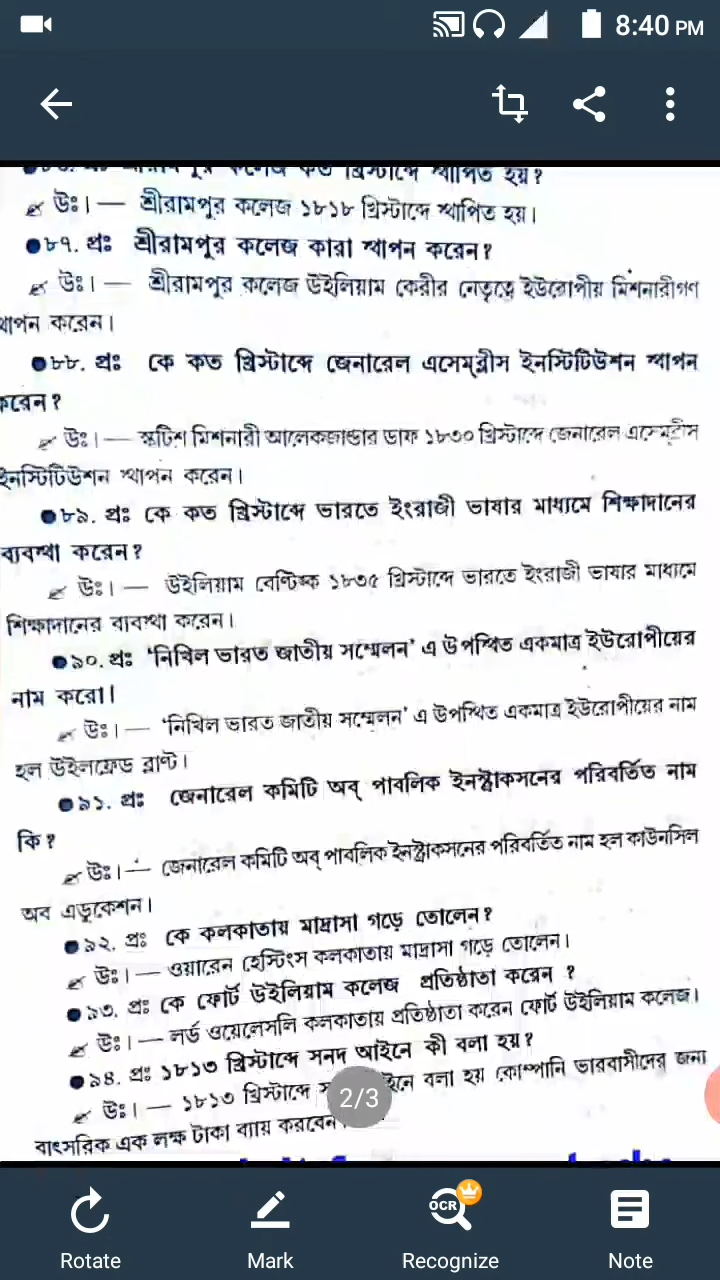 8:40 PM
শ্রীরামপুর কলেজ কত খ্রিস্টাব্দে স্থাপিত হয়?
উঃ।— শ্রীরামপুর কলেজ ১৮১৮ খ্রিস্টাব্দে স্থাপিত হয়।
●৮৭. প্রঃ শ্রীরামপুর কলেজ কারা স্থাপন করেন?
উঃ।— শ্রীরামপুর কলেজ উইলিয়াম কেরীর নেতৃত্বে ইউরোপীয় মিশনারীগণ
থাপন করেন।
●৮৮. প্রঃ কে কত খ্রিস্টাব্দে জেনারেল এসেম্ব্লীস ইনস্টিটিউশন স্থাপন
করেন?
উঃ।— স্কটিশ মিশনারী আলেকজান্ডার ডাফ ১৮৩০ খ্রিস্টাব্দে জেনারেল এসেম্ব্লীস
ইনস্টিটিউশন স্থাপন করেন।
●৮৯. প্রঃ কে কত খ্রিস্টাব্দে ভারতে ইংরাজী ভাষার মাধ্যমে শিক্ষাদানের
ব্যবস্থা করেন?
উঃ।— উইলিয়াম বেণ্টিঙ্ক ১৮৩৫ খ্রিস্টাব্দে ভারতে ইংরাজী ভাষার মাধ্যমে
শিক্ষাদানের ব্যবস্থা করেন।
●৯০. প্রঃ ‘নিখিল ভারত জাতীয় সম্মেলন’ এ উপস্থিত একমাত্র ইউরোপীয়ের
নাম করো।
উঃ।— ‘নিখিল ভারত জাতীয় সম্মেলন’ এ উপস্থিত একমাত্র ইউরোপীয়ের নাম
হল উইলফ্রেড ব্লাণ্ট।
●৯১. প্রঃ জেনারেল কমিটি অব্ পাবলিক ইনস্ট্রাকসনের পরিবর্তিত নাম
কি?
উঃ।— জেনারেল কমিটি অব্ পাবলিক ইনস্ট্রাকসনের পরিবর্তিত নাম হল কাউনসিল
অব এডুকেশন।
●৯২. প্রঃ কে কলকাতায় মাদ্রাসা গড়ে তোলেন?
উঃ।— ওয়ারেন হেস্টিংস কলকাতায় মাদ্রাসা গড়ে তোলেন।
●৯৩. প্রঃ কে ফোর্ট উইলিয়াম কলেজ প্রতিষ্ঠাতা করেন ?
উঃ।— লর্ড ওয়েলেসলি কলকাতায় প্রতিষ্ঠাতা করেন ফোর্ট উইলিয়াম কলেজ।
●৯৪. প্রঃ ১৮১৩ খ্রিস্টাব্দে সনদ আইনে কী বলা হয়?
উঃ।— ১৮১৩ খ্রিস্টাব্দে বলা হয় কোম্পানি ভারবাসীদের জন্য
2/3
বাৎসরিক এক লক্ষ টাকা ব্যায় করবেন
Rotate Mark OCR Recognize Note